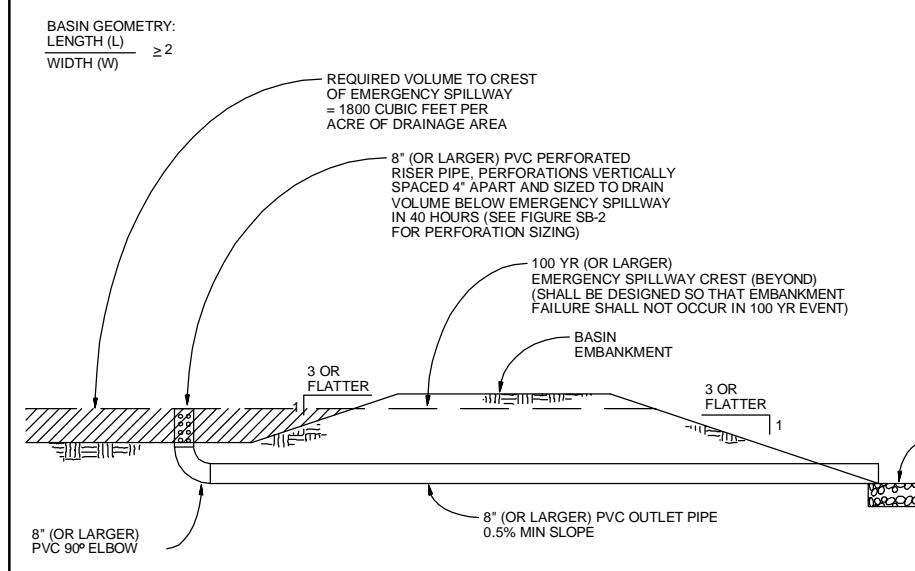 BASIN GEOMETRY:
LENGTH (L)
WIDTH (W)
≥ 2
REQUIRED VOLUME TO CREST
OF EMERGENCY SPILLWAY
= 1800 CUBIC FEET PER
ACRE OF DRAINAGE AREA
8" (OR LARGER) PVC PERFORATED
RISER PIPE, PERFORATIONS VERTICALLY
SPACED 4" APART AND SIZED TO DRAIN
VOLUME BELOW EMERGENCY SPILLWAY
IN 40 HOURS (SEE FIGURE SB-2
FOR PERFORATION SIZING)
100 YR (OR LARGER)
EMERGENCY SPILLWAY CREST (BEYOND)
(SHALL BE DESIGNED SO THAT EMBANKMENT
FAILURE SHALL NOT OCCUR IN 100 YR EVENT)
BASIN
EMBANKMENT
3 OR
FLATTER
1
3 OR
FLATTER
1
8" (OR LARGER)
PVC 90º ELBOW
8" (OR LARGER) PVC OUTLET PIPE
0.5% MIN SLOPE